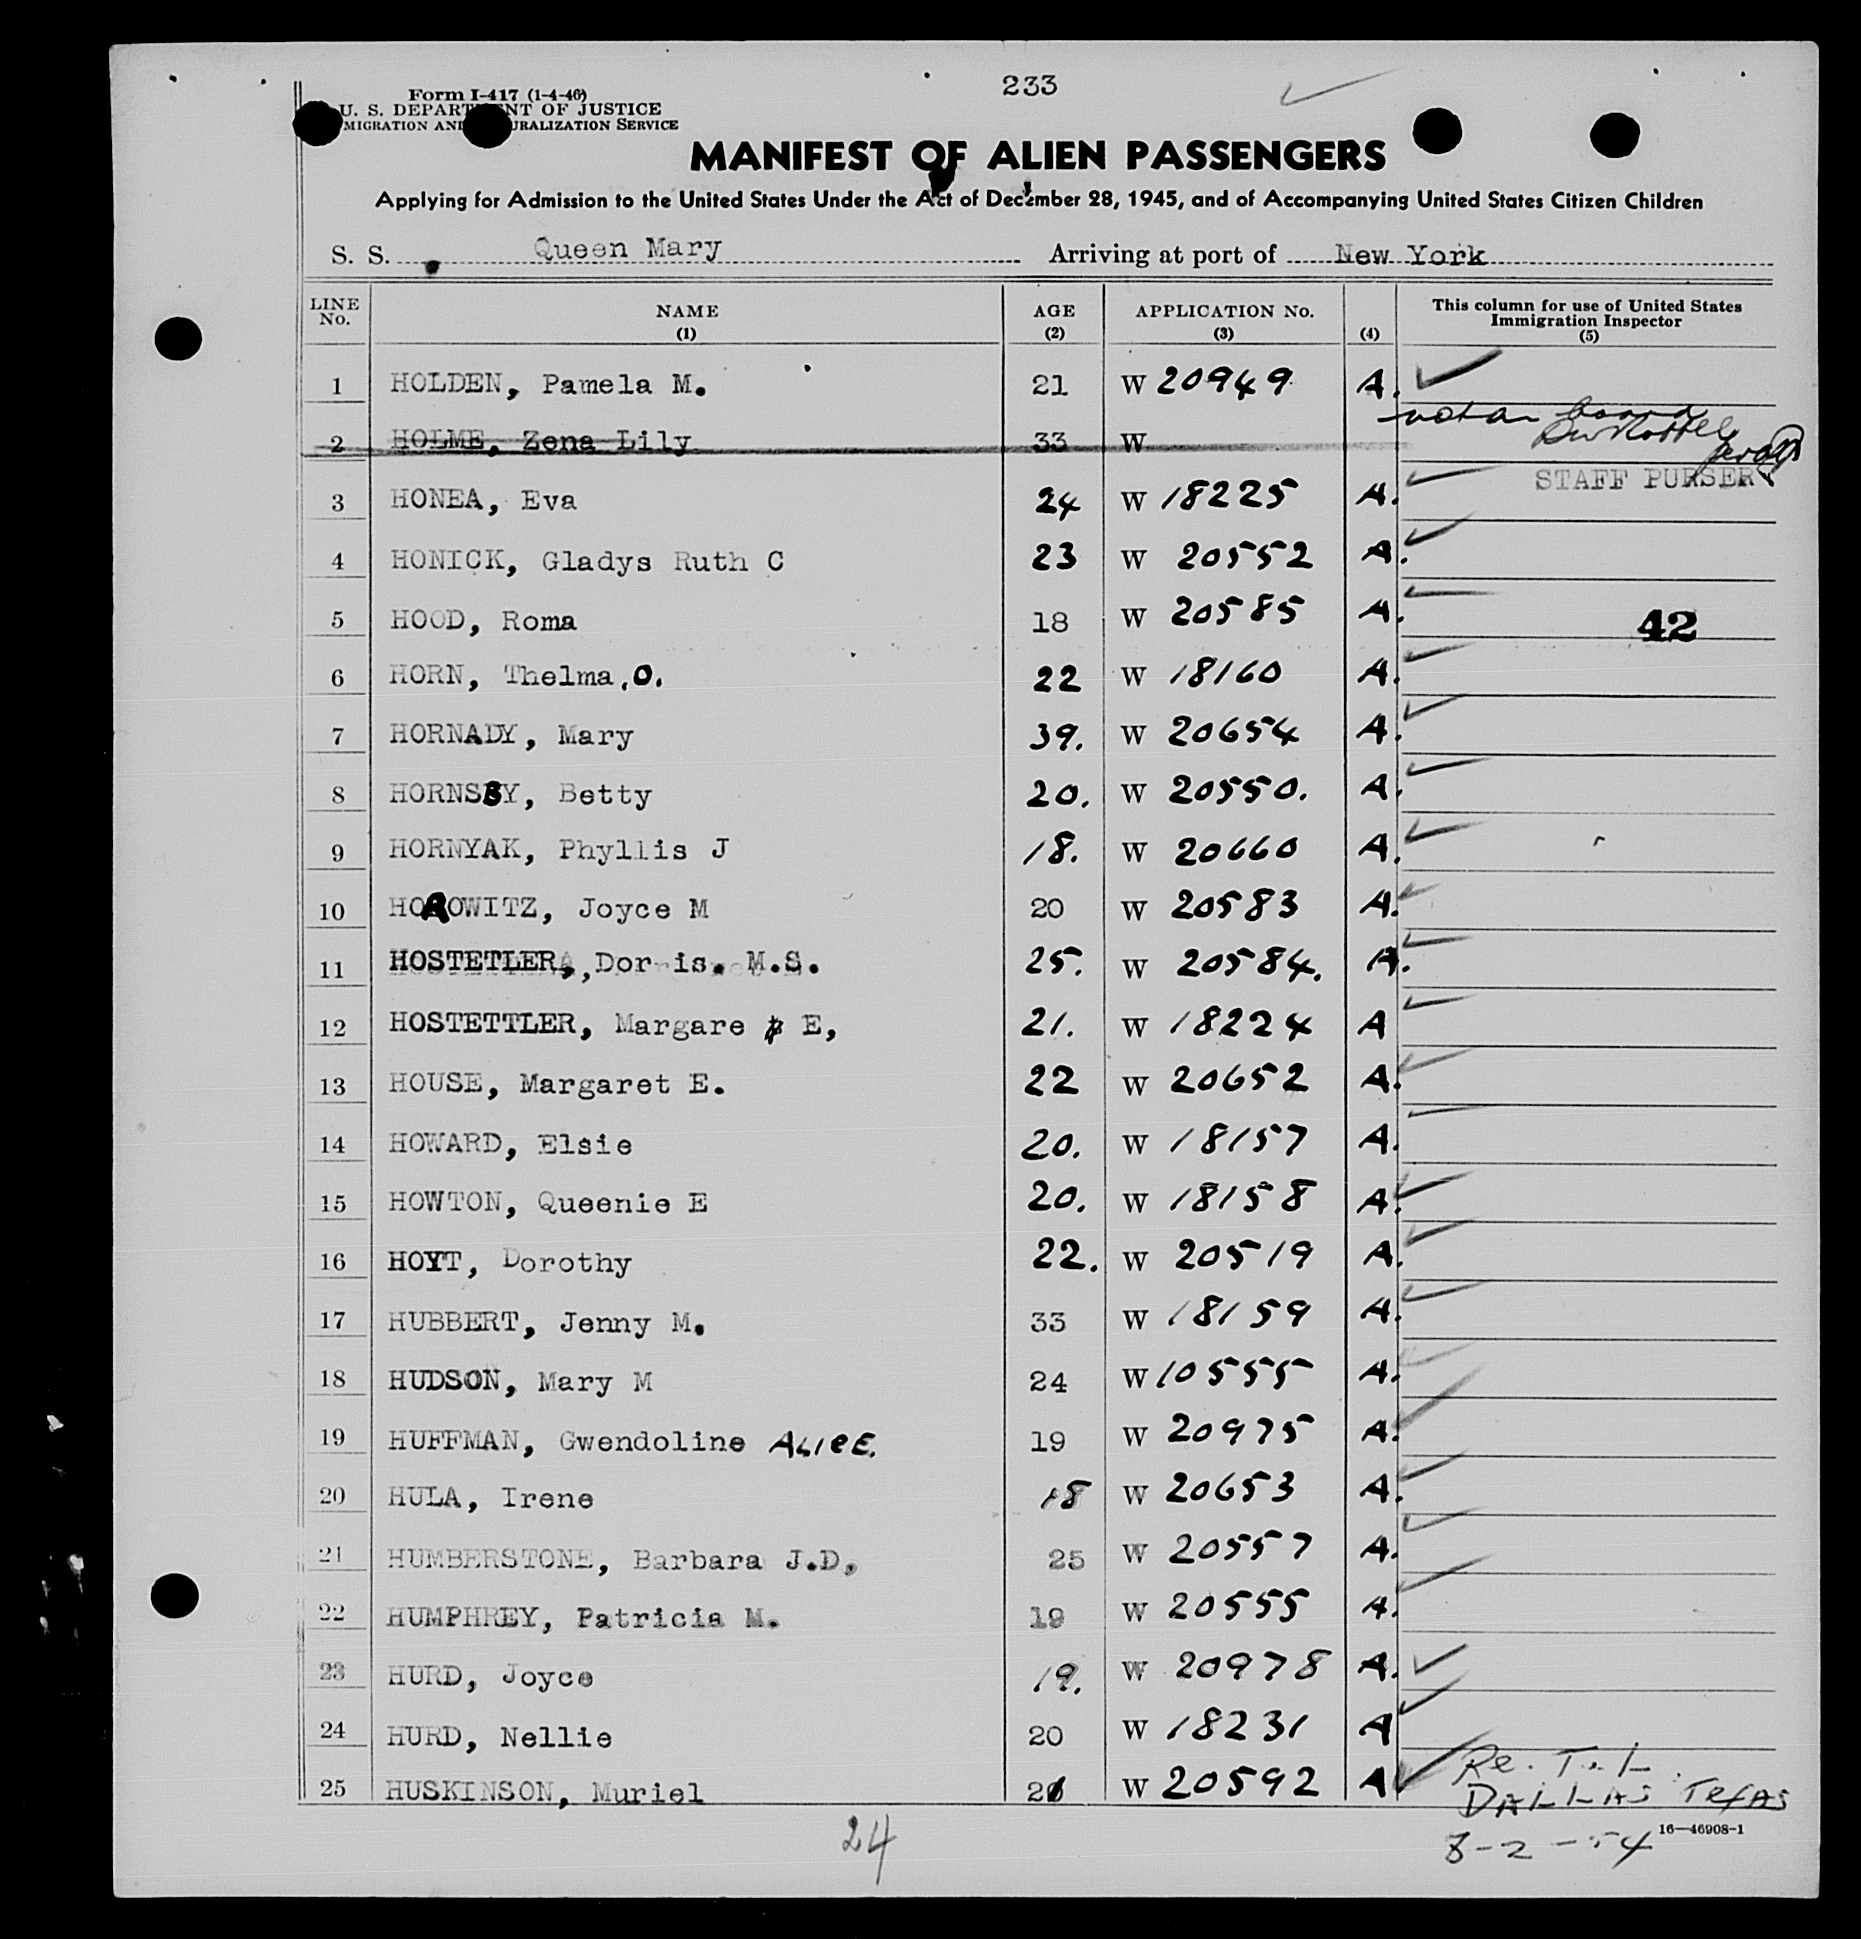 233
Form I-417 (1-4-46)
U. S. DEPARTMENT OF JUSTICE
MIGRATION AND URALIZATION SERVICE
MANIFEST OF ALIEN PASSENGERS
Applying for Admission to the United States Under the Act of December 28, 1945, and of Accompanying United States Citizen Children
S. S. Queen Mary Arriving at port of New York
LINE No. NAME (1) AGE (2) APPLICATION No. (3) (4) This column for use of United States Immigration Inspector (5)
1 HOLDEN, Pamela M. 21 W 20949 A.
2 HOLME, Zena Lily 33 W not on board
STAFF PURSER
3 HONEA, Eva 24 W 18225 A.
4 HONICK, Gladys Ruth C 23 W 20552 A.
5 HOOD, Roma 18 W 20585 A. 42
6 HORN, Thelma, O. 22 W 18160 A.
7 HORNADY, Mary 39. W 20654 A.
8 HORNSBY, Betty 20. W 20550. A.
9 HORNYAK, Phyllis J 18. W 20660 A.
10 HOROWITZ, Joyce M 20 W 20583 A.
11 HOSTETLER, Doris. M.S. 25. W 20584. A.
12 HOSTETTLER, Margare E, 21. W 18224 A
13 HOUSE, Margaret E. 22 W 20652 A.
14 HOWARD, Elsie 20. W 18157 A.
15 HOWTON, Queenie E 20. W 18158 A.
16 HOYT, Dorothy 22. W 20519 A.
17 HUBBERT, Jenny M. 33 W 18159 A.
18 HUDSON, Mary M 24 W 10555 A.
19 HUFFMAN, Gwendoline ALICE. 19 W 20975 A.
20 HULA, Irene 18 W 20653 A.
21 HUMBERSTONE, Barbara J.D, 25 W 20557 A.
22 HUMPHREY, Patricia M. 19 W 20555 A.
23 HURD, Joyce 19. W 20978 A.
24 HURD, Nellie 20 W 18231 A
25 HUSKINSON, Muriel 21 W 20592 A Re.
DALLAS Texas
8-2-54
16—46908-1
24